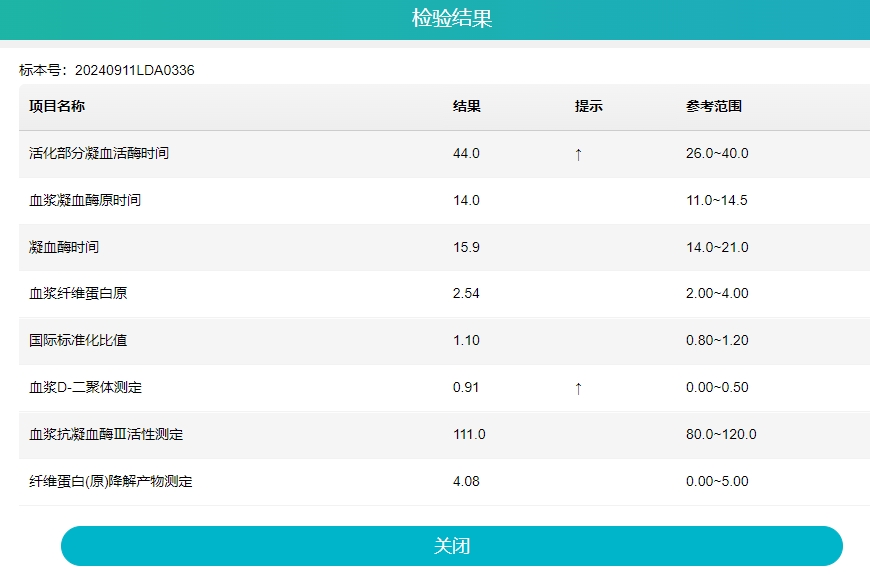 检验结果
标本号：20240911LDA0336
项目名称 结果 提示 参考范围
活化部分凝血活酶时间 44.0 ↑ 26.0~40.0
血浆凝血酶原时间 14.0 11.0~14.5
凝血酶时间 15.9 14.0~21.0
血浆纤维蛋白原 2.54 2.00~4.00
国际标准化比值 1.10 0.80~1.20
血浆D-二聚体测定 0.91 ↑ 0.00~0.50
血浆抗凝血酶Ⅲ活性测定 111.0 80.0~120.0
纤维蛋白(原)降解产物测定 4.08 0.00~5.00
关闭